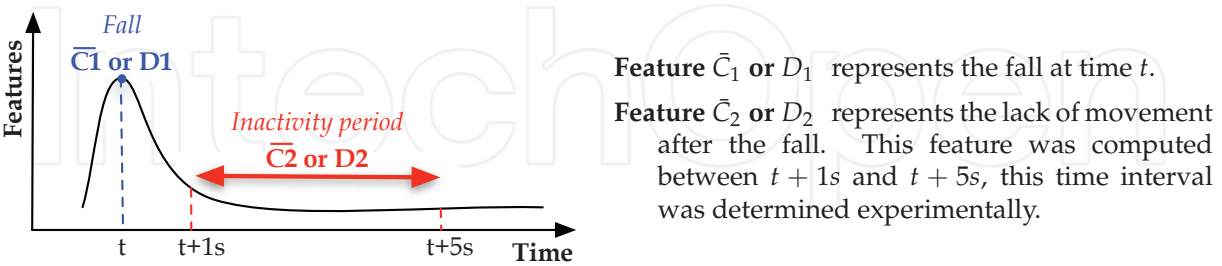 Fall
C̅1 or D1
Features
Inactivity period
C̅2 or D2
t
t+1s
t+5s
Time
Feature C̄₁ or D₁ represents the fall at time t.
Feature C̄₂ or D₂ represents the lack of movement
after the fall. This feature was computed
between t + 1s and t + 5s, this time interval
was determined experimentally.
IntechOpen